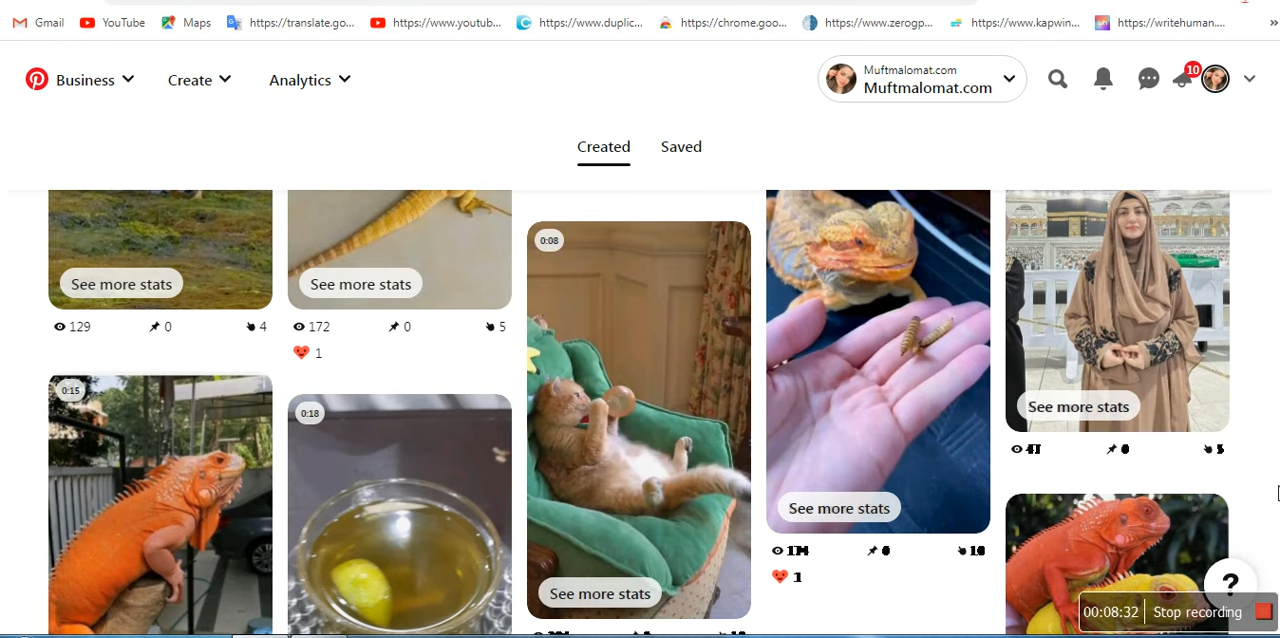 Gmail
YouTube
Maps
https://translate.go...
https://www.youtub...
https://www.duplic...
https://chrome.goo...
https://www.zerogp...
https://www.kapwin...
https://writehuman....
»
Business
Create
Analytics
Muftmalomat.com
Muftmalomat.com
10
Created
Saved
See more stats
129
0
4
0:15
See more stats
172
0
5
1
0:18
0:08
See more stats
See more stats
1
See more stats
?
00:08:32
Stop recording